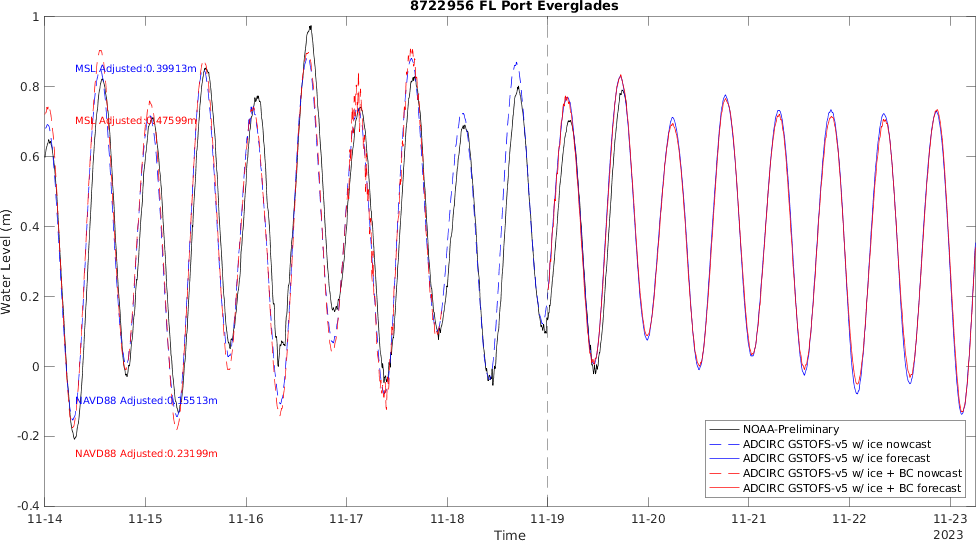 8722956 FL Port Everglades
1
0.8
0.6
0.4
0.2
0
-0.2
-0.4
Water Level (m)
MSL Adjusted:0.39913m
MSL Adjusted:0.47599m
NAVD88 Adjusted:0.15513m
NAVD88 Adjusted:0.23199m
NOAA-Preliminary
ADCIRC GSTOFS-v5 w/ ice nowcast
ADCIRC GSTOFS-v5 w/ ice forecast
ADCIRC GSTOFS-v5 w/ ice + BC nowcast
ADCIRC GSTOFS-v5 w/ ice + BC forecast
11-14 11-15 11-16 11-17 11-18 11-19 11-20 11-21 11-22 11-23
Time
2023